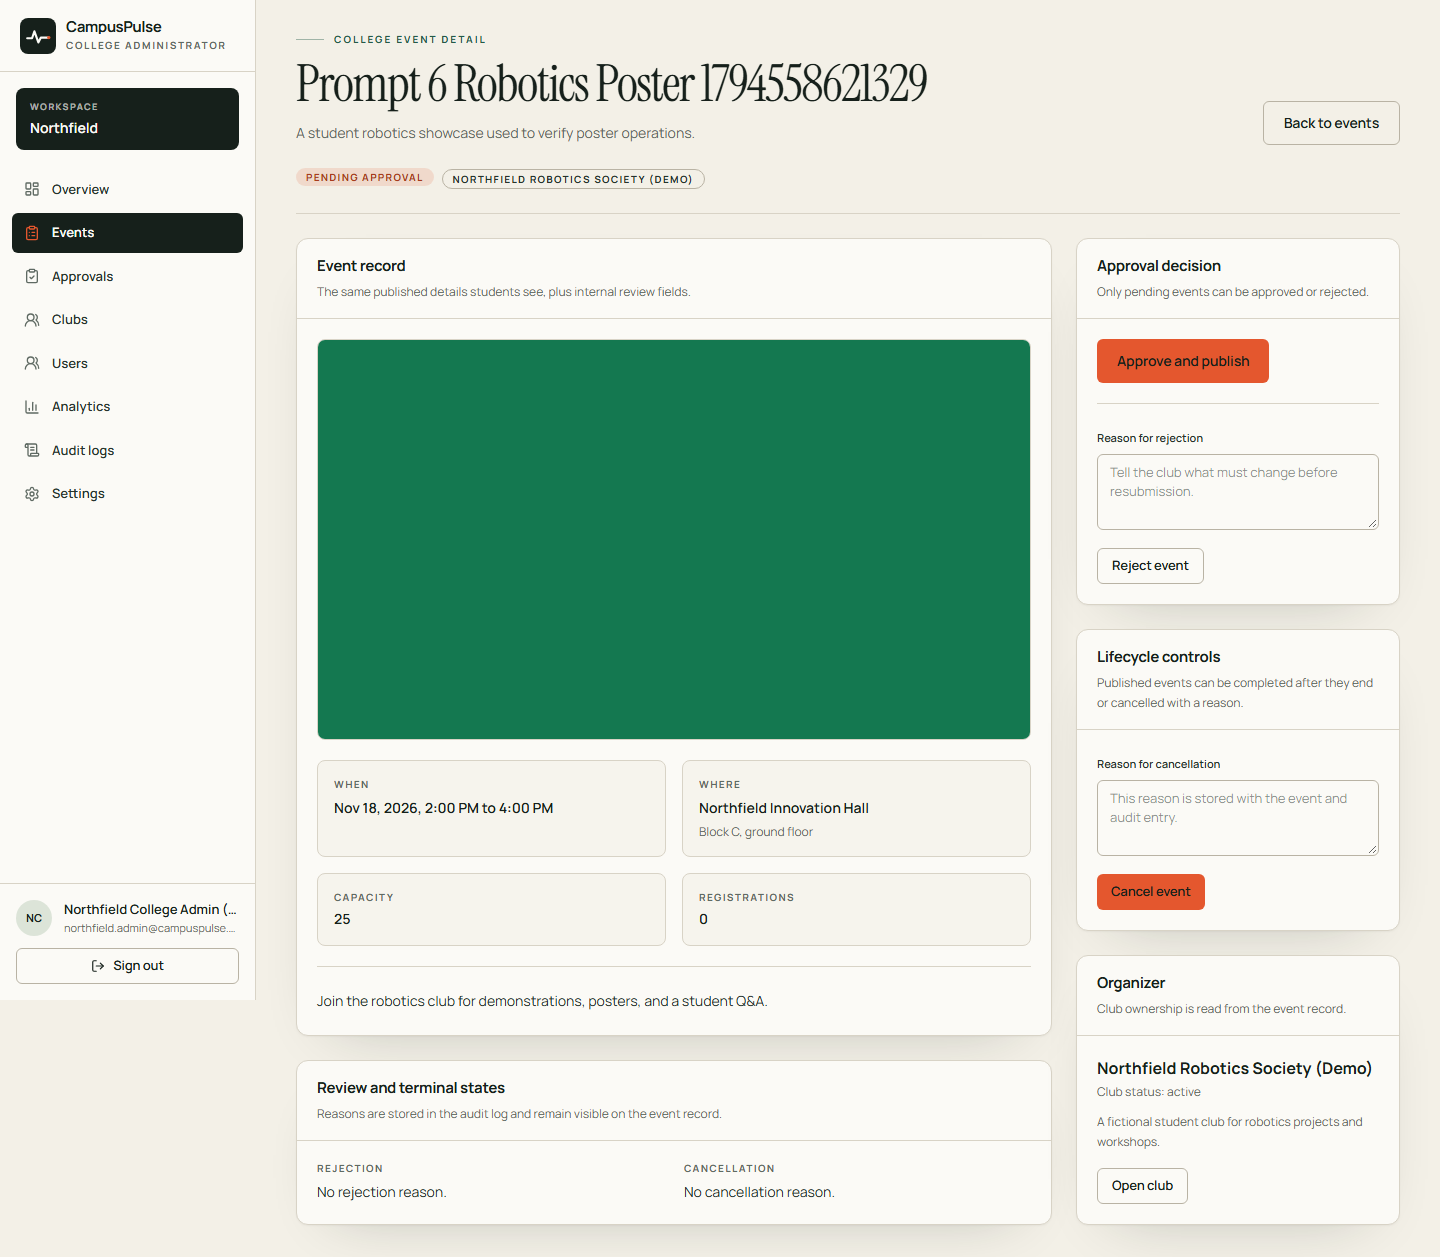 CampusPulse
COLLEGE ADMINISTRATOR
WORKSPACE
Northfield
Overview
Events
Approvals
Clubs
Users
Analytics
Audit logs
Settings
NC
Northfield College Admin (...
northfield.admin@campuspulse....
Sign out
COLLEGE EVENT DETAIL
Prompt 6 Robotics Poster 1794558621329
A student robotics showcase used to verify poster operations.
Back to events
PENDING APPROVAL
NORTHFIELD ROBOTICS SOCIETY (DEMO)
Event record
The same published details students see, plus internal review fields.
WHEN
Nov 18, 2026, 2:00 PM to 4:00 PM
WHERE
Northfield Innovation Hall
Block C, ground floor
CAPACITY
25
REGISTRATIONS
0
Join the robotics club for demonstrations, posters, and a student Q&A.
Review and terminal states
Reasons are stored in the audit log and remain visible on the event record.
REJECTION
No rejection reason.
CANCELLATION
No cancellation reason.
Approval decision
Only pending events can be approved or rejected.
Approve and publish
Reason for rejection
Tell the club what must change before
resubmission.
Reject event
Lifecycle controls
Published events can be completed after they end
or cancelled with a reason.
Reason for cancellation
This reason is stored with the event and
audit entry.
Cancel event
Organizer
Club ownership is read from the event record.
Northfield Robotics Society (Demo)
Club status: active
A fictional student club for robotics projects and
workshops.
Open club